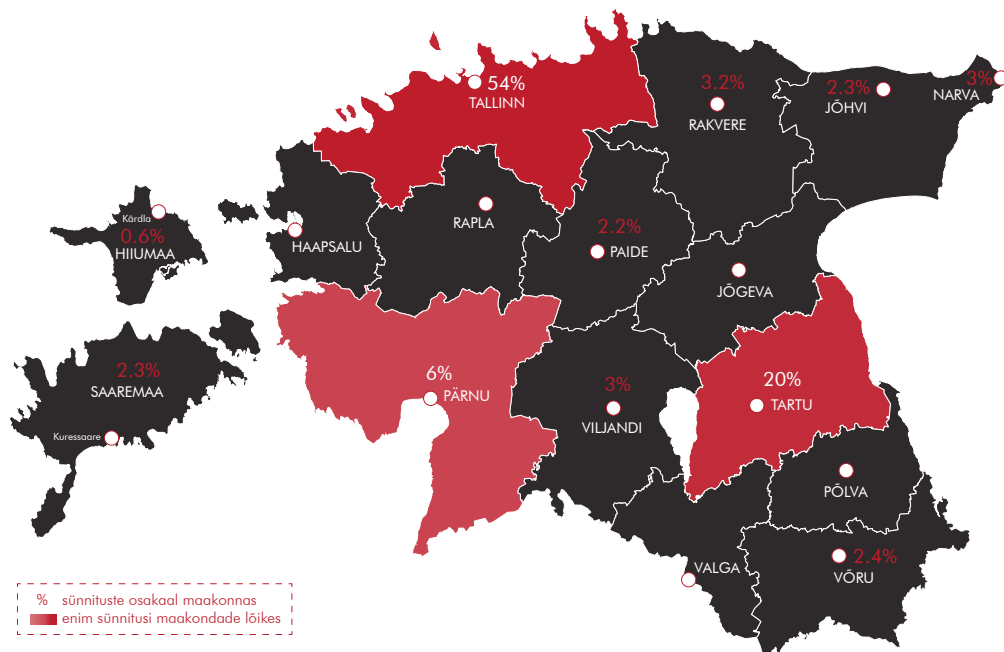 54%
TALLINN
3.2%
RAKVERE
2.3%
JÕHVI
3%
NARVA
Kärdla
0.6%
HIIUMAA
HAAPSALU
RAPLA
2.2%
PAIDE
JÕGEVA
2.3%
SAAREMAA
Kuressaare
6%
PÄRNU
3%
VILJANDI
20%
TARTU
PÕLVA
VALGA
2.4%
VÕRU
% sünnituste osakaal maakonnas
enim sünnitusi maakondade lõikes